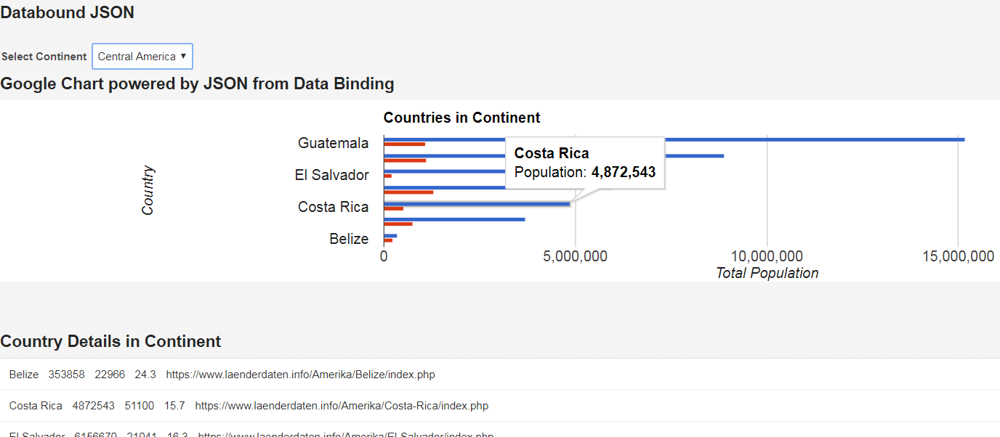 Databound JSON
Select Continent Central America
Google Chart powered by JSON from Data Binding
Countries in Continent
Guatemala
Costa Rica
Population: 4,872,543
El Salvador
Country
Costa Rica
Belize
0 5,000,000 10,000,000 15,000,000
Total Population
Country Details in Continent
Belize 353858 22966 24.3 https://www.laenderdaten.info/Amerika/Belize/index.php
Costa Rica 4872543 51100 15.7 https://www.laenderdaten.info/Amerika/Costa-Rica/index.php
El Salvador 6156670 21041 16.3 https://www.laenderdaten.info/Amerika/El-Salvador/index.php